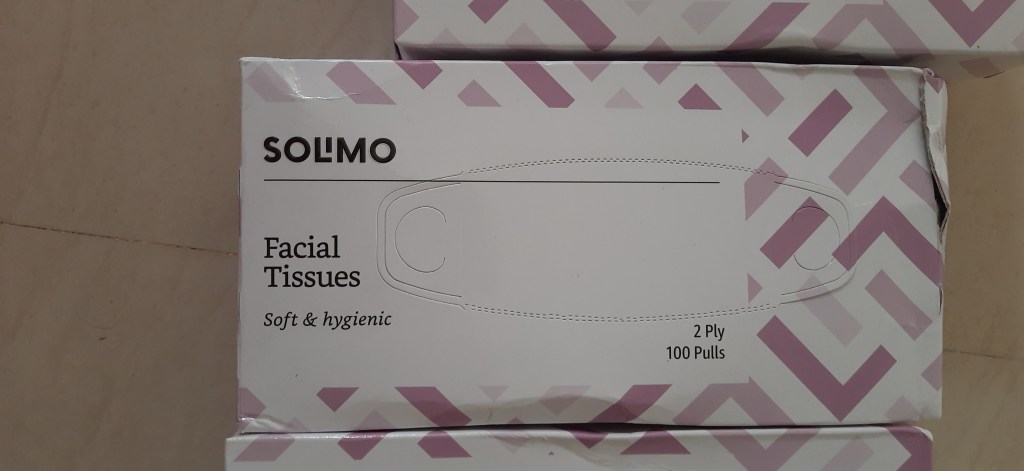 SOLIMO
Facial
Tissues
Soft & hygienic
2 Ply
100 Pulls